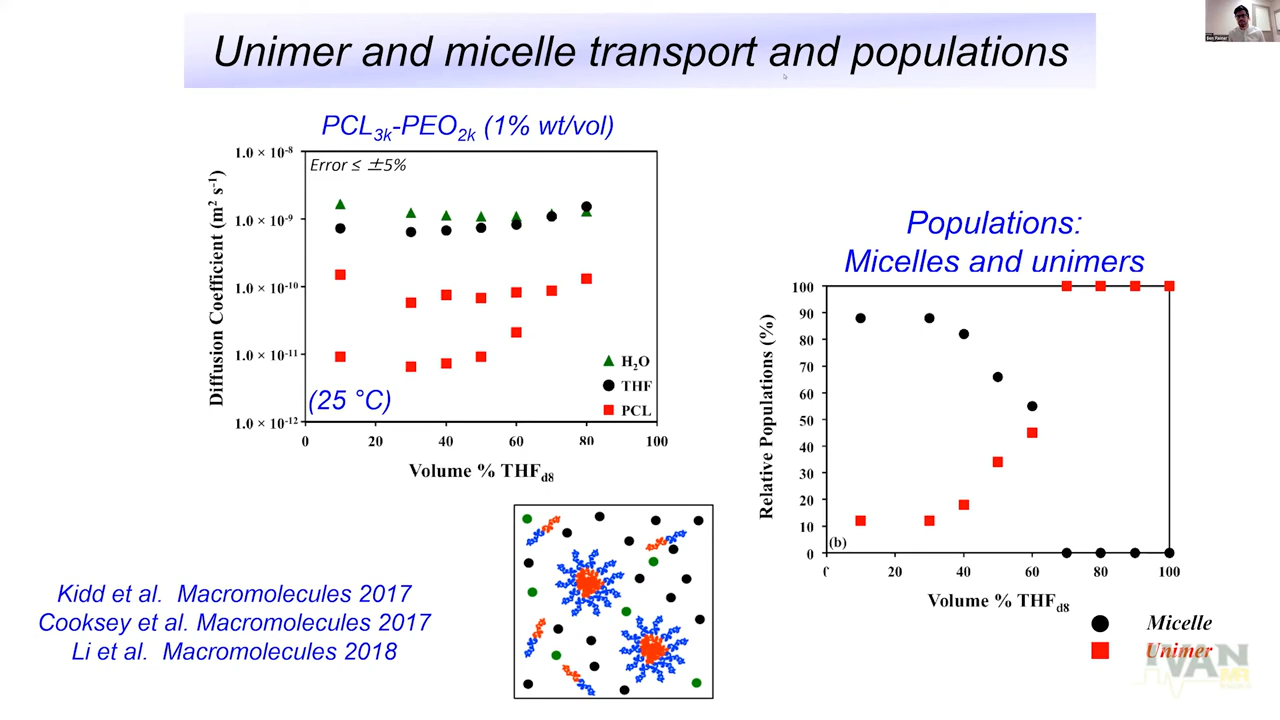 Unimer and micelle transport and populations
Ben Palmer
PCL3k-PEO2k (1% wt/vol)
Error ≤ ±5%
1.0 × 10-8
1.0 × 10-9
1.0 × 10-10
1.0 × 10-11
1.0 × 10-12
Diffusion Coefficient (m2 s-1)
H2O
THF
PCL
(25 °C)
0 20 40 60 80 100
Volume % THFd8
Populations:
Micelles and unimers
100
90
80
70
60
50
40
30
20
10
0
Relative Populations (%)
(b)
20 40 60 80 100
Volume % THFd8
Micelle
Unimer
Kidd et al. Macromolecules 2017
Cooksey et al. Macromolecules 2017
Li et al. Macromolecules 2018
IVAN
MR